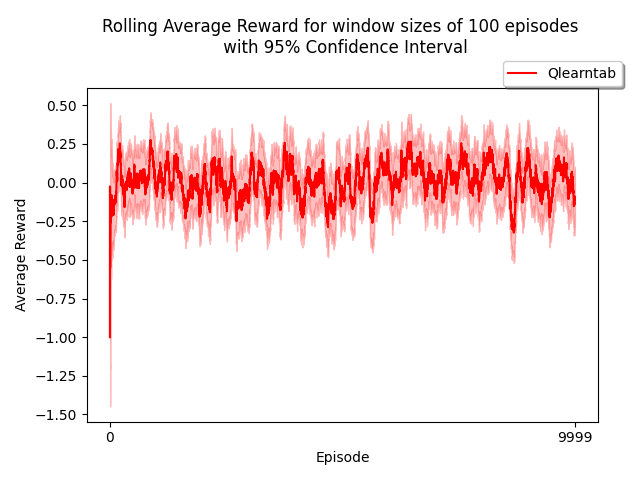 Rolling Average Reward for window sizes of 100 episodes
with 95% Confidence Interval
Qlearntab
0.50
0.25
0.00
−0.25
−0.50
−0.75
−1.00
−1.25
−1.50
Average Reward
0
9999
Episode